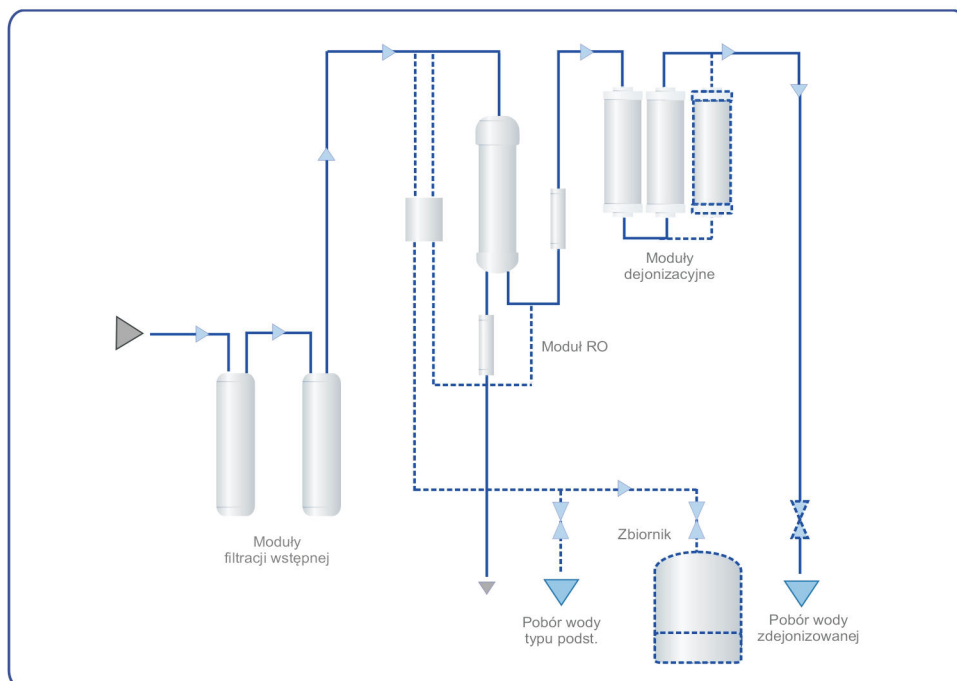 Moduły
dejonizacyjne
Moduł RO
Moduły
filtracji wstępnej
Zbiornik
Pobór wody
typu podst.
Pobór wody
zdejonizowanej